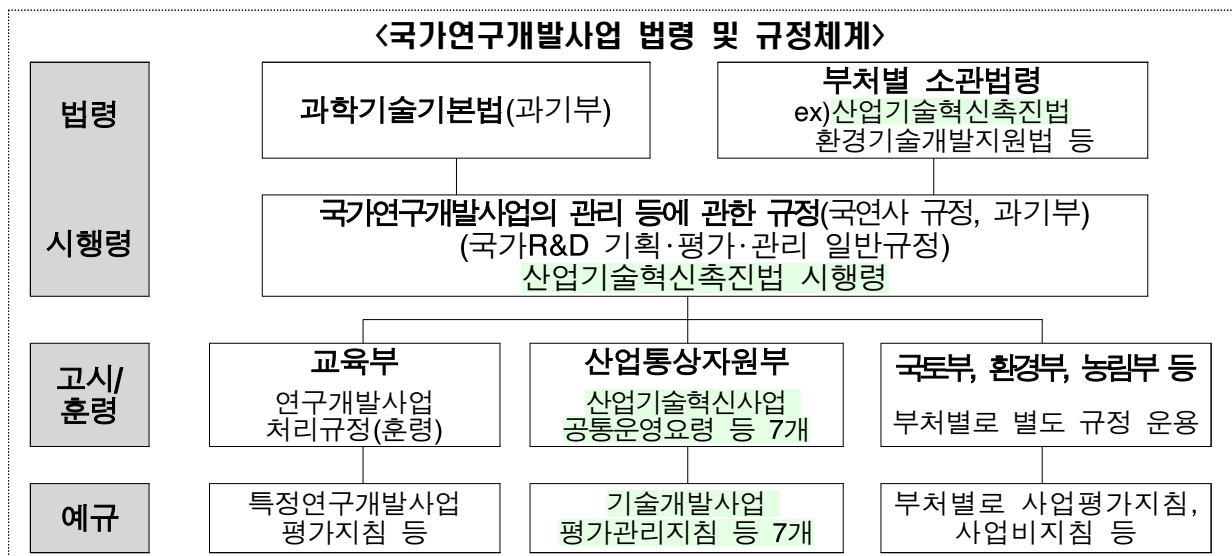 <국가연구개발사업 법령 및 규정체계>
법령
과학기술기본법(과기부)
부처별 소관법령
ex)산업기술혁신촉진법
환경기술개발지원법 등
시행령
국가연구개발사업의 관리 등에 관한 규정(국연사 규정, 과기부)
(국가R&D 기획·평가·관리 일반규정)
산업기술혁신촉진법 시행령
고시/
훈령
교육부
연구개발사업
처리규정(훈령)
산업통상자원부
산업기술혁신사업
공통운영요령 등 7개
국토부, 환경부, 농림부 등
부처별로 별도 규정 운용
예규
특정연구개발사업
평가지침 등
기술개발사업
평가관리지침 등 7개
부처별로 사업평가지침,
사업비지침 등